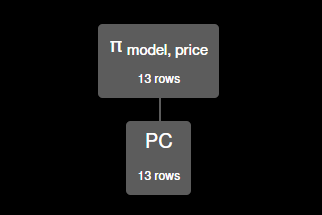 π model, price
13 rows
PC
13 rows